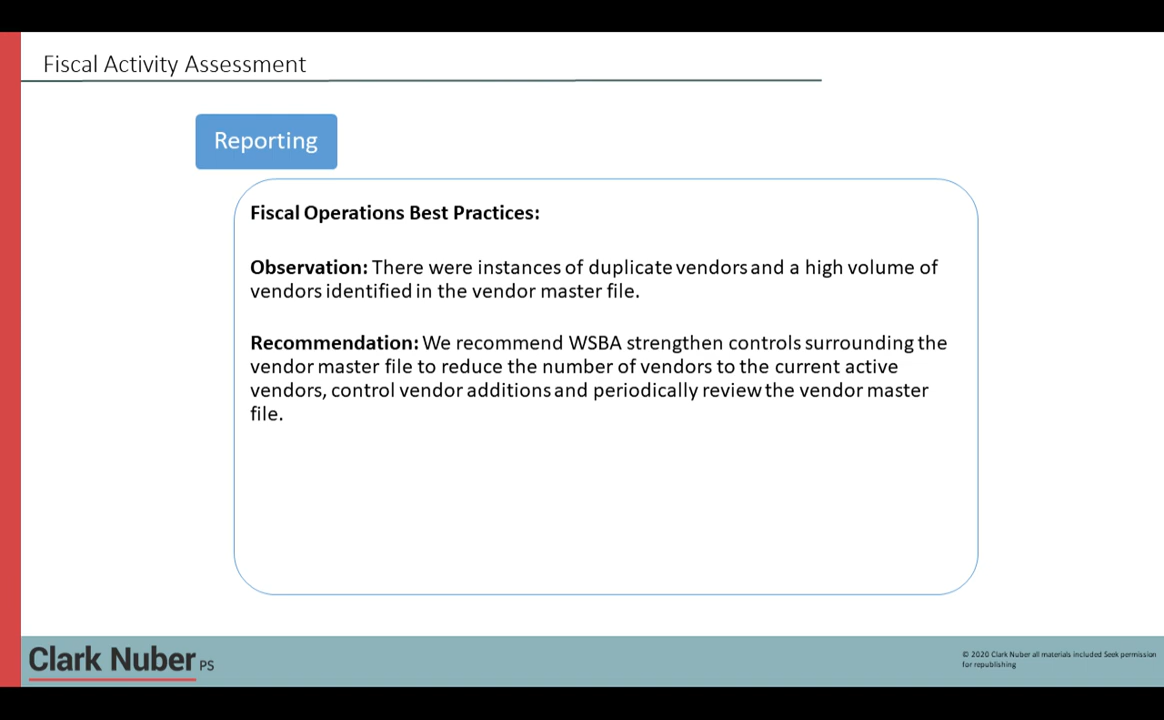 Fiscal Activity Assessment
Reporting
Fiscal Operations Best Practices:
Observation: There were instances of duplicate vendors and a high volume of
vendors identified in the vendor master file.
Recommendation: We recommend WSBA strengthen controls surrounding the
vendor master file to reduce the number of vendors to the current active
vendors, control vendor additions and periodically review the vendor master
file.
Clark Nuber PS
© 2020 Clark Nuber all materials included Seek permission
for republishing